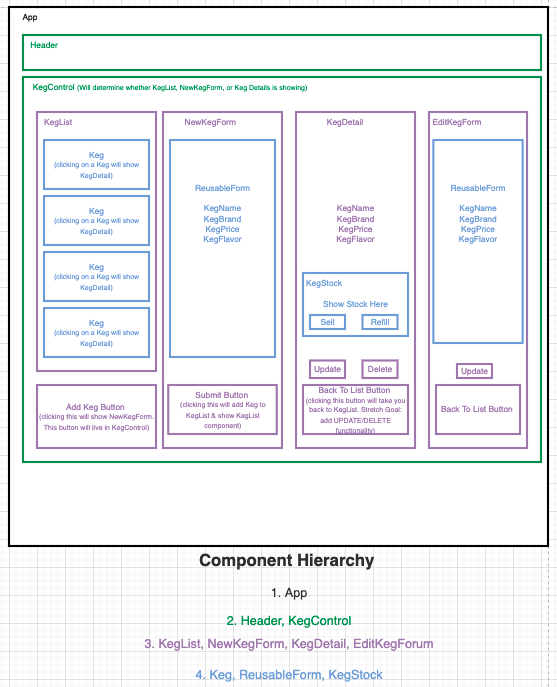 App
Header
KegControl (Will determine whether KegList, NewKegForm, or Keg Details is showing)
KegList
Keg
(clicking on a Keg will show
KegDetail)
Keg
(clicking on a Keg will show
KegDetail)
Keg
(clicking on a Keg will show
KegDetail)
Keg
(clicking on a Keg will show
KegDetail)
Add Keg Button
(clicking this will show NewKegForm.
This button will live in KegControl)
NewKegForm
ReusableForm
KegName
KegBrand
KegPrice
KegFlavor
Submit Button
(clicking this will add Keg to
KegList & show KegList
component)
KegDetail
KegName
KegBrand
KegPrice
KegFlavor
KegStock
Show Stock Here
Sell
Refill
Update
Delete
Back To List Button
(clicking this button will take you
back to KegList. Stretch Goal:
add UPDATE/DELETE
functionality)
EditKegForm
ReusableForm
KegName
KegBrand
KegPrice
KegFlavor
Update
Back To List Button
Component Hierarchy
1. App
2. Header, KegControl
3. KegList, NewKegForm, KegDetail, EditKegForum
4. Keg, ReusableForm, KegStock